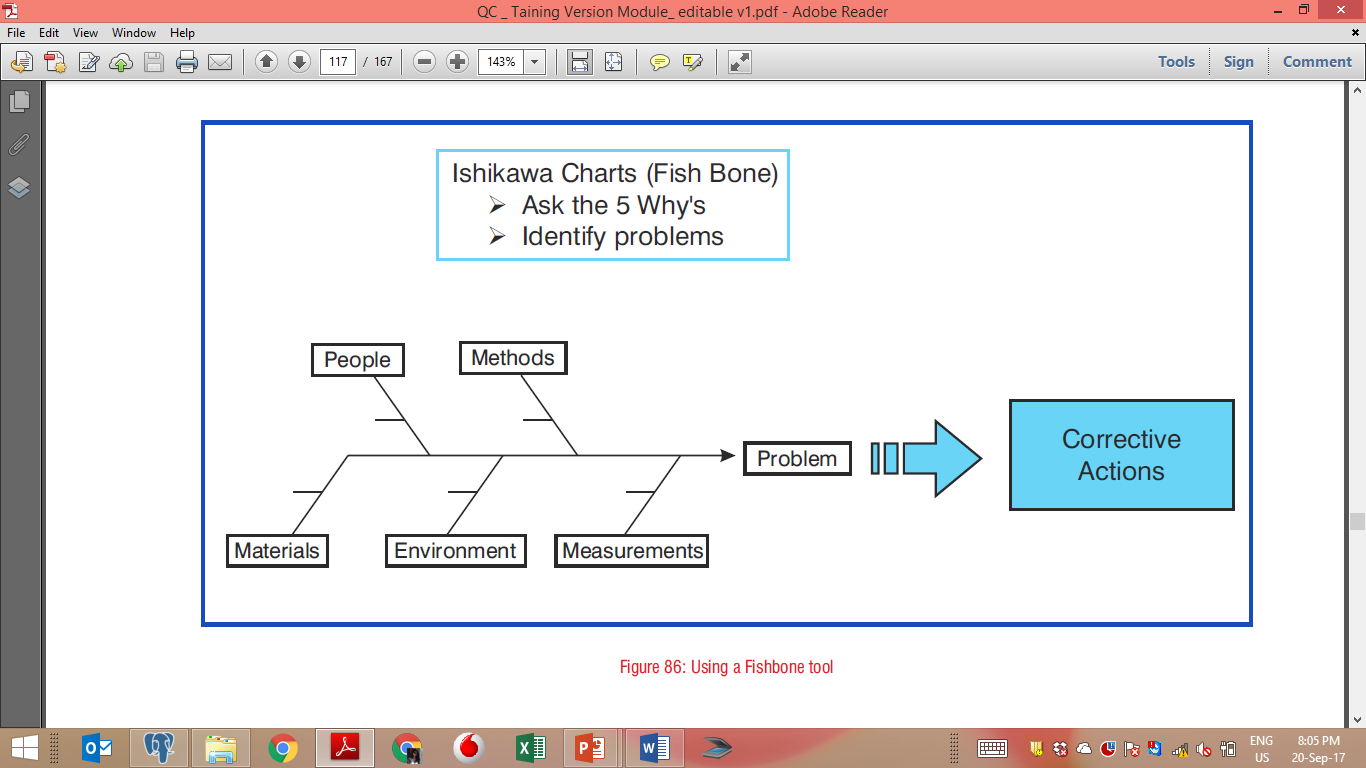 QC _ Taining Version Module_ editable v1.pdf - Adobe Reader
File Edit View Window Help
117 / 167 143% Tools Sign Comment
Ishikawa Charts (Fish Bone)
➢ Ask the 5 Why's
➢ Identify problems
People
Methods
Problem
Corrective
Actions
Materials
Environment
Measurements
Figure 86: Using a Fishbone tool
ENG
US
8:05 PM
20-Sep-17